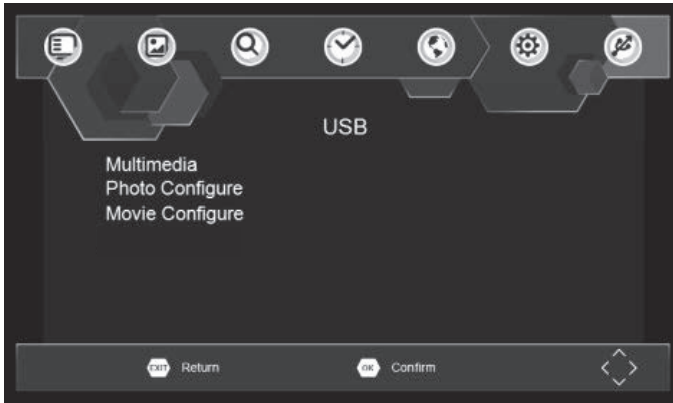 USB
Multimedia
Photo Configure
Movie Configure
EXIT Return OK Confirm